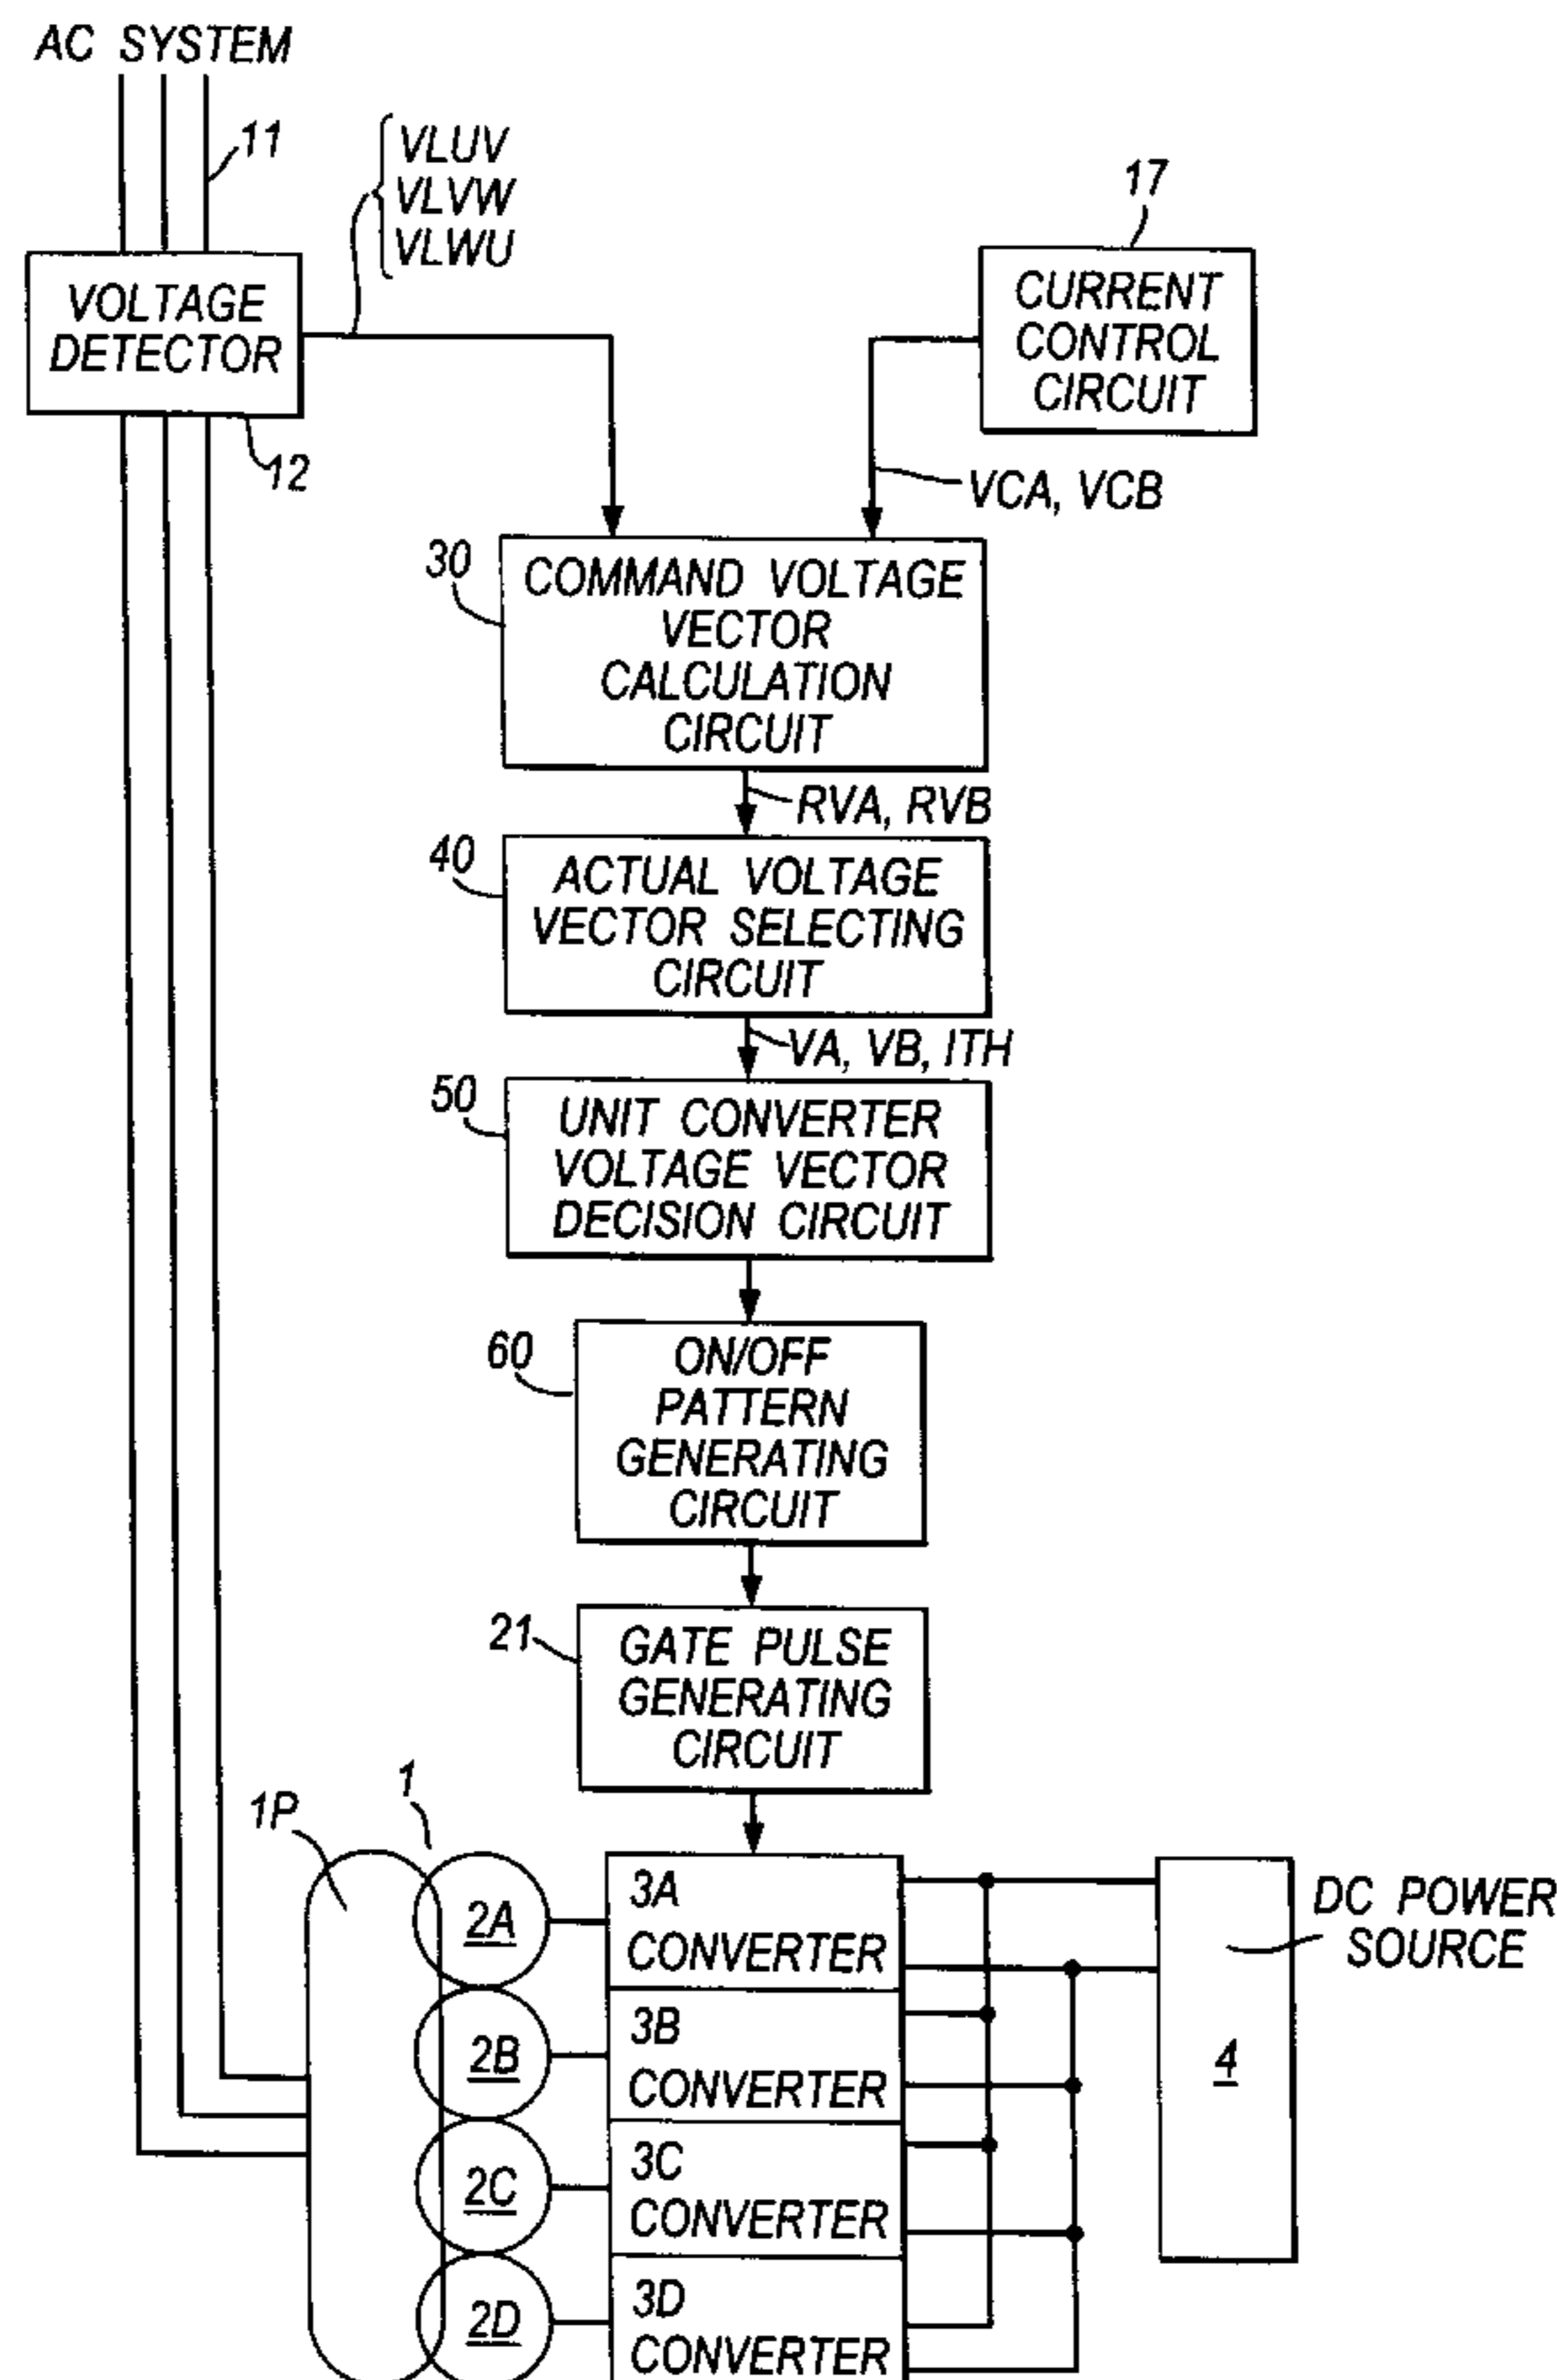 AC SYSTEM
11
VLUV
VLVW
VLWU
17
VOLTAGE
DETECTOR
12
CURRENT
CONTROL
CIRCUIT
VCA, VCB
30
COMMAND VOLTAGE
VECTOR
CALCULATION
CIRCUIT
RVA, RVB
40
ACTUAL VOLTAGE
VECTOR SELECTING
CIRCUIT
VA, VB, ITH
50
UNIT CONVERTER
VOLTAGE VECTOR
DECISION CIRCUIT
60
ON/OFF
PATTERN
GENERATING
CIRCUIT
21
GATE PULSE
GENERATING
CIRCUIT
1
1P
2A
3A
CONVERTER
DC POWER
SOURCE
2B
3B
CONVERTER
4
2C
3C
CONVERTER
2D
3D
CONVERTER